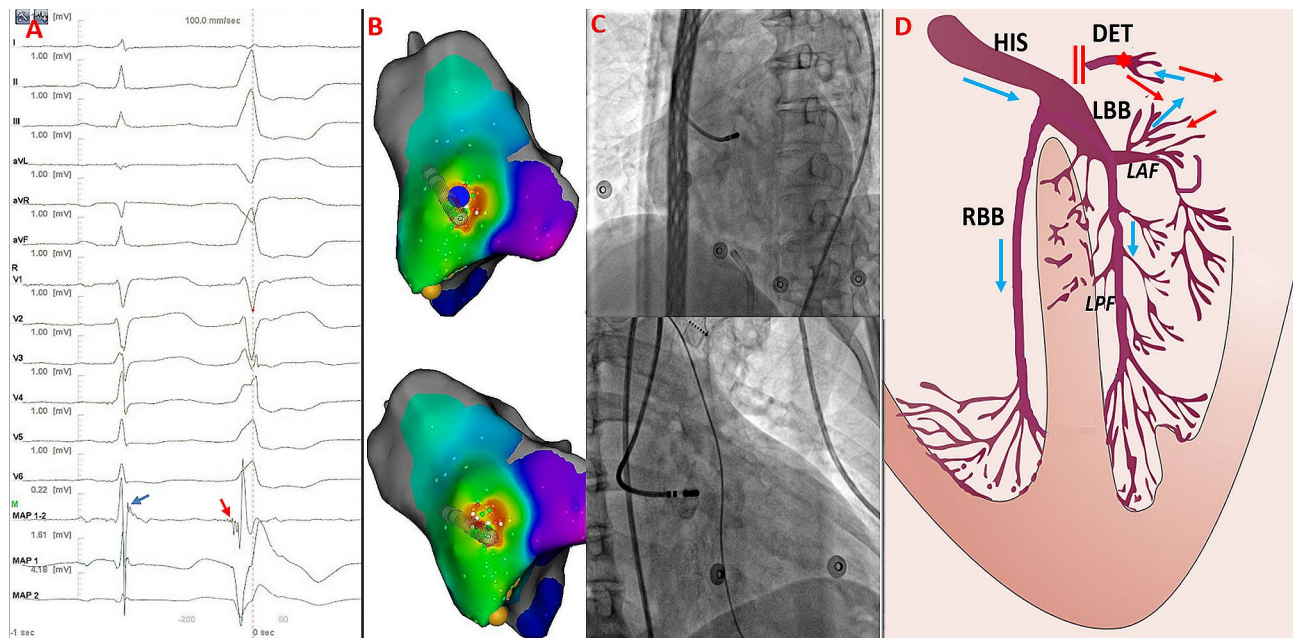 A
[mV]
100.0 mm/sec
I
1.00 [mV]
II
1.00 [mV]
III
1.00 [mV]
aVL
1.00 [mV]
aVR
1.00 [mV]
aVF
1.00 [mV]
R
V1
1.00 [mV]
V2
1.00 [mV]
V3
1.00 [mV]
V4
1.00 [mV]
V5
1.00 [mV]
V6
0.22 [mV]
M
MAP 1-2
1.61 [mV]
MAP 1
4.18 [mV]
MAP 2
-200
80
-1 sec
0 sec
B
C
D
HIS
DET
LBB
LAF
RBB
LPF